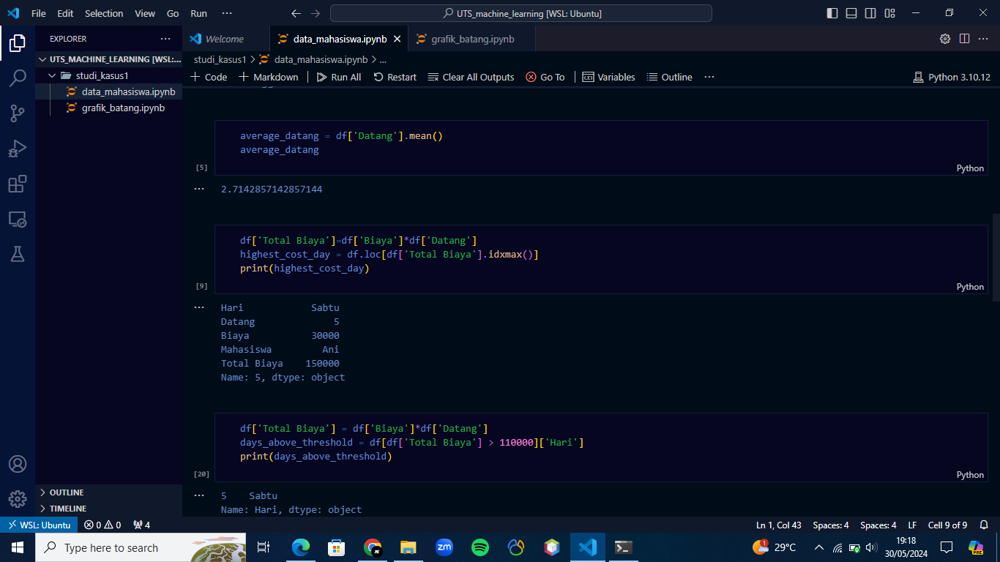 File Edit Selection View Go Run ···
UTS_machine_learning [WSL: Ubuntu]
EXPLORER ···
Welcome
data_mahasiswa.ipynb
grafik_batang.ipynb
UTS_MACHINE_LEARNING [WSL:...
studi_kasus1
data_mahasiswa.ipynb
grafik_batang.ipynb
studi_kasus1 > data_mahasiswa.ipynb > ...
+ Code + Markdown Run All Restart Clear All Outputs Go To Variables Outline ··· Python 3.10.12
average_datang = df['Datang'].mean()
average_datang
[5] Python
2.7142857142857144
df['Total Biaya']=df['Biaya']*df['Datang']
highest_cost_day = df.loc[df['Total Biaya'].idxmax()]
print(highest_cost_day)
[9] Python
Hari Sabtu
Datang 5
Biaya 30000
Mahasiswa Ani
Total Biaya 150000
Name: 5, dtype: object
df['Total Biaya'] = df['Biaya']*df['Datang']
days_above_threshold = df[df['Total Biaya'] > 110000]['Hari']
print(days_above_threshold)
[20] Python
5 Sabtu
Name: Hari, dtype: object
OUTLINE
TIMELINE
WSL: Ubuntu 0 0 4 Ln 1, Col 43 Spaces: 4 Spaces: 4 LF Cell 9 of 9
Type here to search
zm
1
29°C
19:18
30/05/2024
PRE